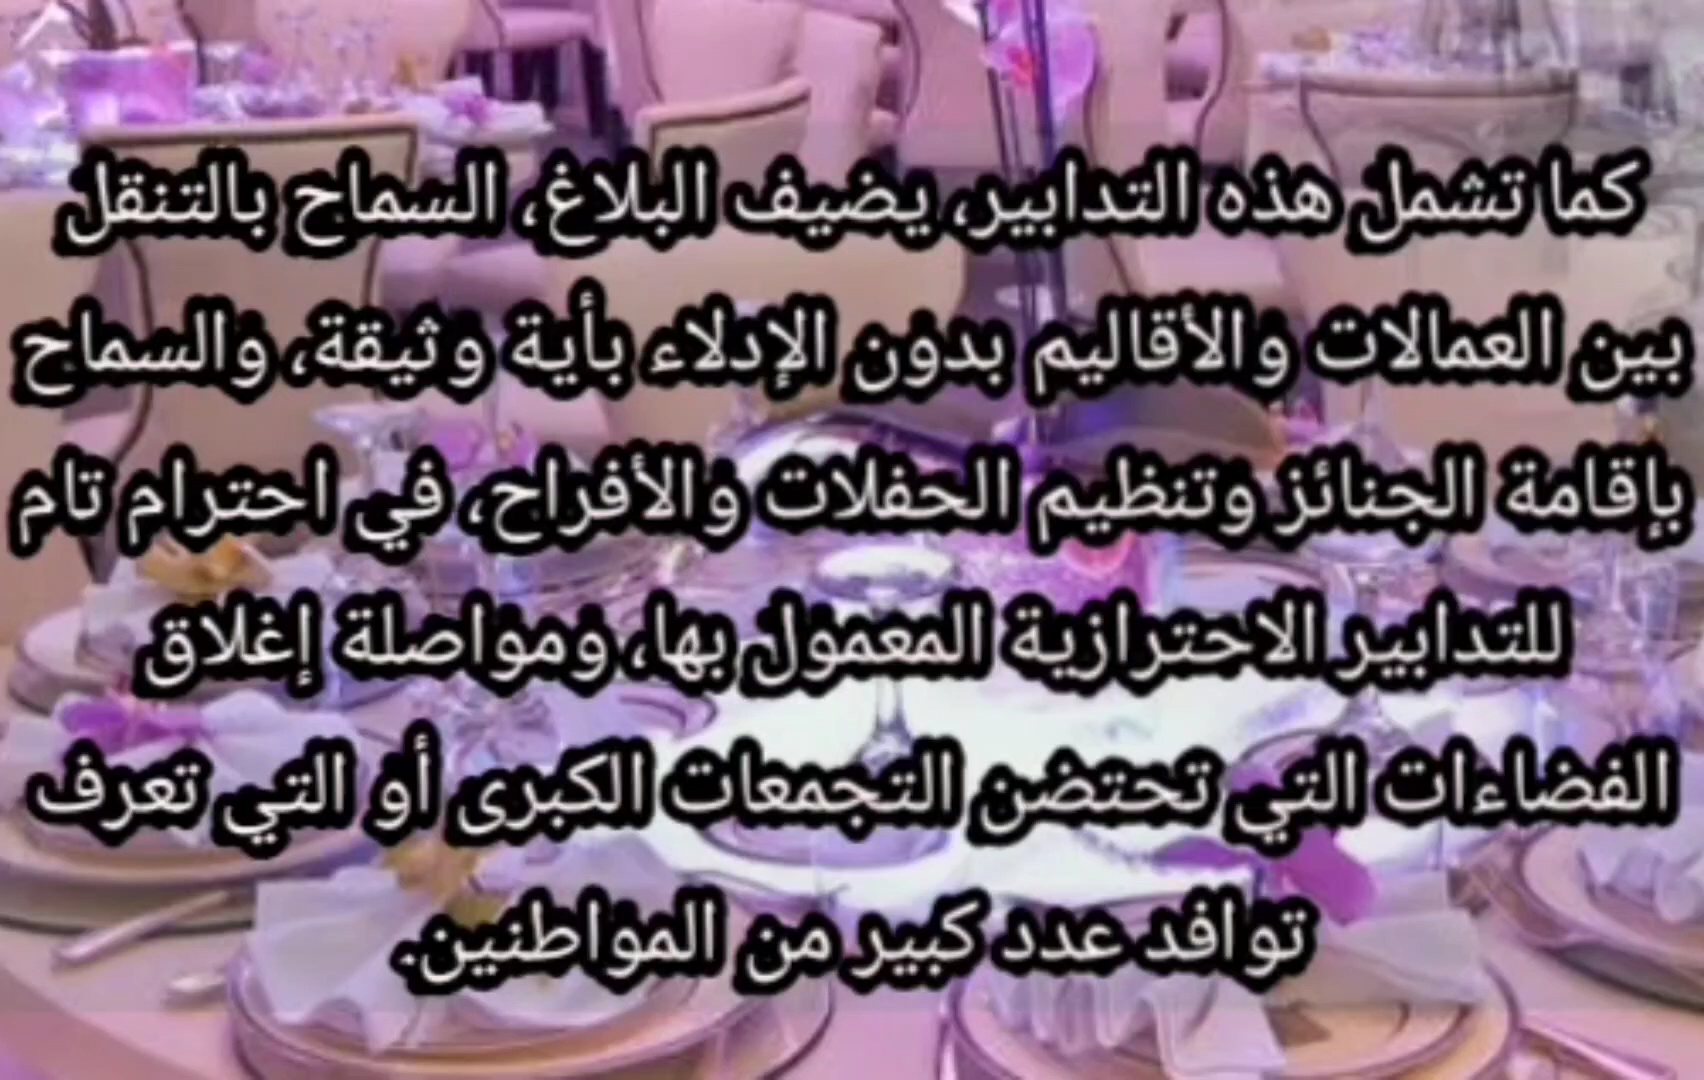 كما تشمل هذه التدابير، يضيف البلاغ، السماح بالتنقل
بين العمالات والأقاليم بدون الإدلاء بأية وثيقة، والسماح
بإقامة الجنائز وتنظيم الحفلات والأفراح، في احترام تام
للتدابير الاحترازية المعمول بها، ومواصلة إغلاق
الفضاءات التي تحتضن التجمعات الكبرى أو التي تعرف
توافد عدد كبير من المواطنين.